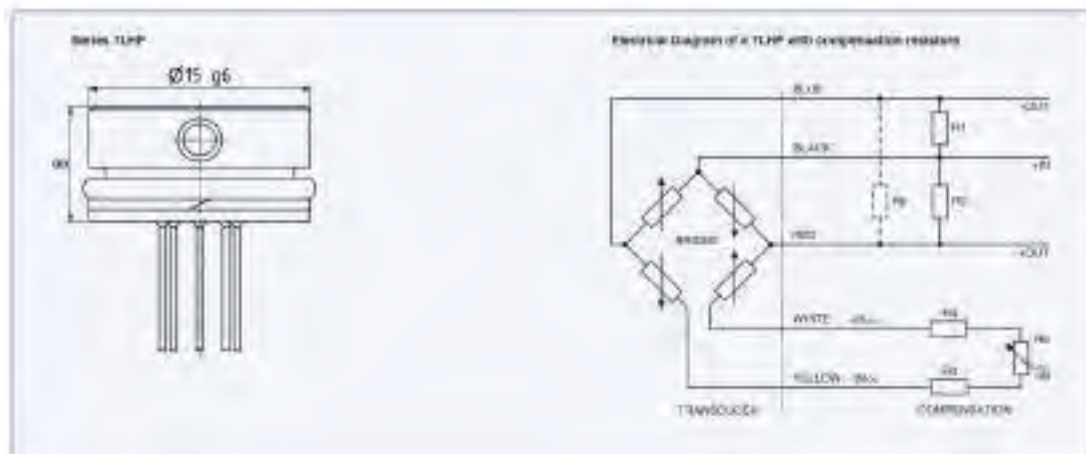 Series TLHP
Electrical Diagram of a TLHP with compensation resistors
Ø15 g6
BLUE
-OUT
R1
BLACK
+IN
R2
Rp
BRIDGE
RED
+OUT
WHITE
YELLOW
TRANSDUCER
COMPENSATION